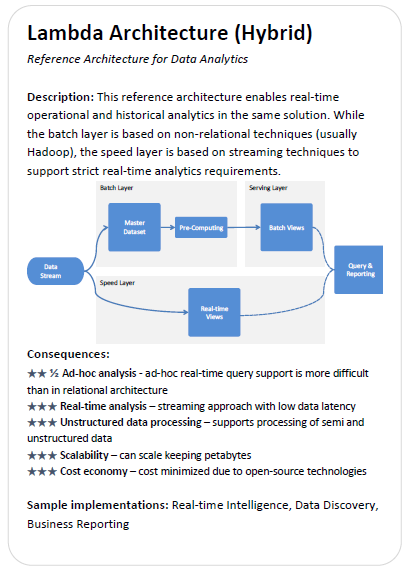 Lambda Architecture (Hybrid)
Reference Architecture for Data Analytics
Description: This reference architecture enables real-time
operational and historical analytics in the same solution. While
the batch layer is based on non-relational techniques (usually
Hadoop), the speed layer is based on streaming techniques to
support strict real-time analytics requirements.
Batch Layer
Serving Layer
Master
Dataset
Pre-Computing
Batch Views
Data
Stream
Query &
Reporting
Speed Layer
Real-time
Views
Consequences:
★★ ½ Ad-hoc analysis - ad-hoc real-time query support is more difficult
than in relational architecture
★★★ Real-time analysis – streaming approach with low data latency
★★★ Unstructured data processing – supports processing of semi and
unstructured data
★★★ Scalability – can scale keeping petabytes
★★★ Cost economy – cost minimized due to open-source technologies
Sample implementations: Real-time Intelligence, Data Discovery,
Business Reporting